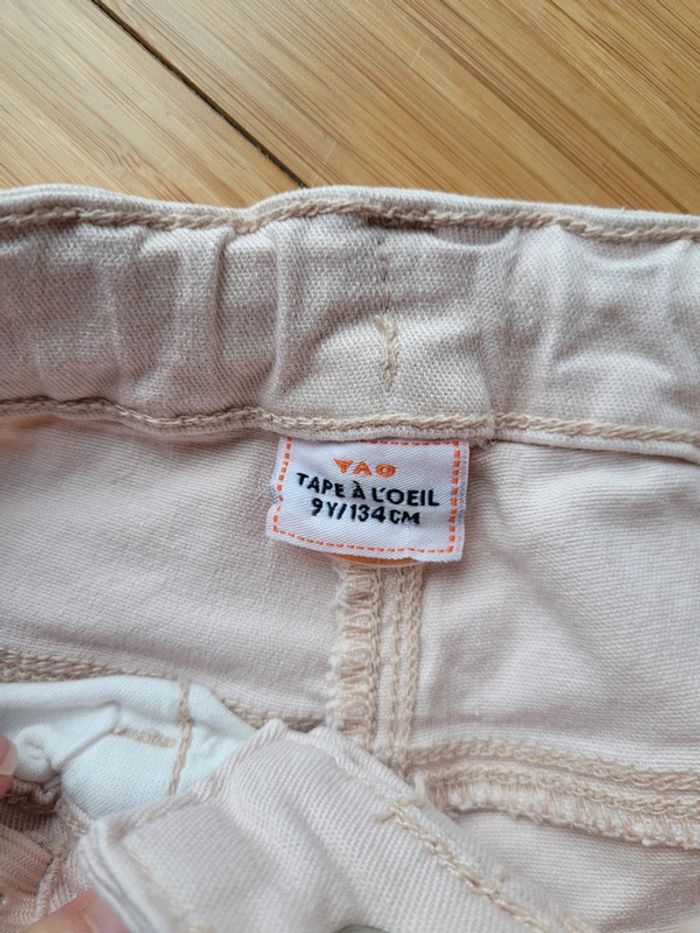 TAO
TAPE À L'OEIL
9Y/134CM